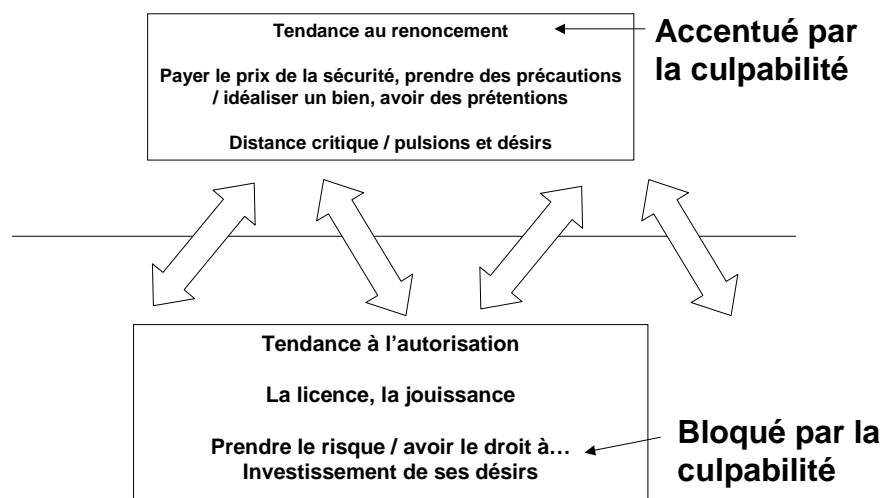 Tendance au renoncement
Accentué par
la culpabilité
Payer le prix de la sécurité, prendre des précautions
/ idéaliser un bien, avoir des prétentions
Distance critique / pulsions et désirs
Tendance à l'autorisation
La licence, la jouissance
Prendre le risque / avoir le droit à…
Investissement de ses désirs
Bloqué par la
culpabilité